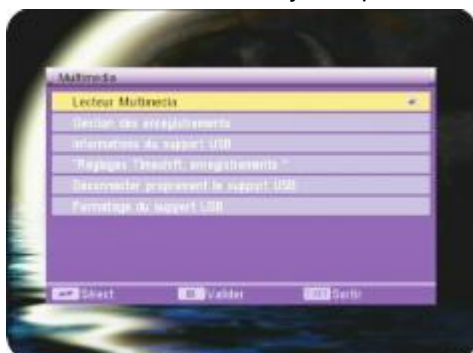 Multimedia
Lecteur Multimedia
Gestion des enregistrements
Informations du support USB
"Réglages Timeshift, enregistrements "
Deconnecter proprement le support USB
Formatage du support USB
Sélect Valider Sortir